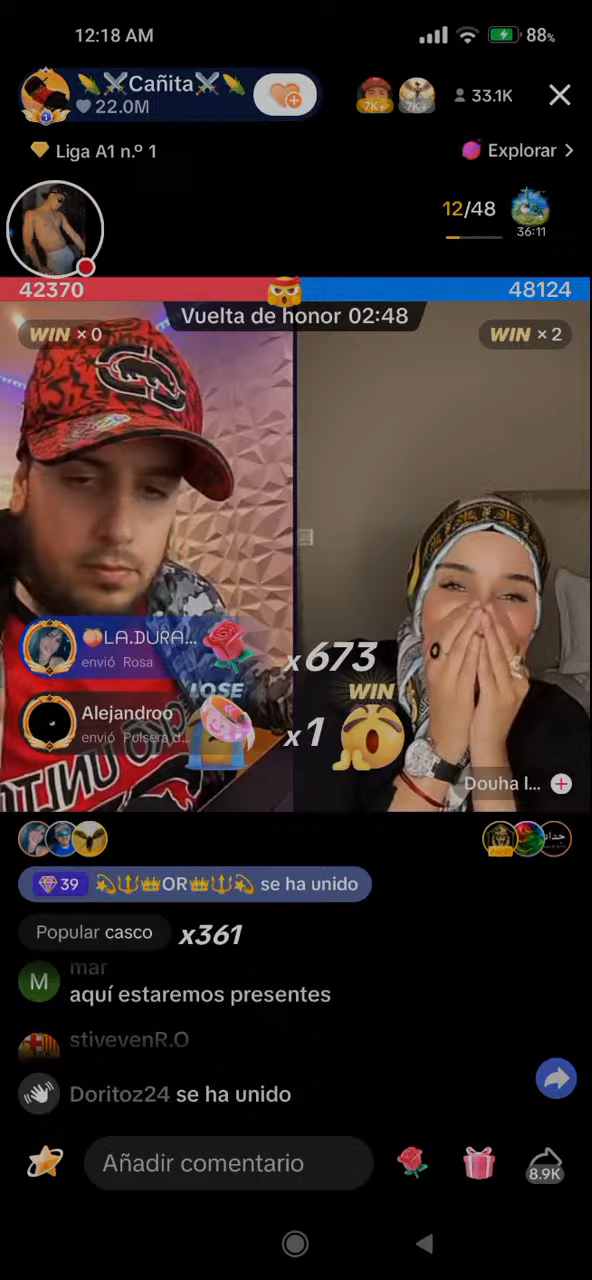 12:18 AM
88%
🌽⚔Cañita⚔🌽
22.0M
7K+
7K+
33.1K
Liga A1 n.º 1
Explorar
12/48
36:11
42370
48124
Vuelta de honor 02:48
WIN × 0
WIN × 2
🍑LA.DURA...
envió Rosa
x673
LOSE
WIN
Alejandroo
envió Pulsera d...
x1
Douha l...
39
💫🔱👑OR👑🔱💫 se ha unido
Popular casco
x361
M
mar
aquí estaremos presentes
stivevenR.O
Doritoz24 se ha unido
Añadir comentario
8.9K